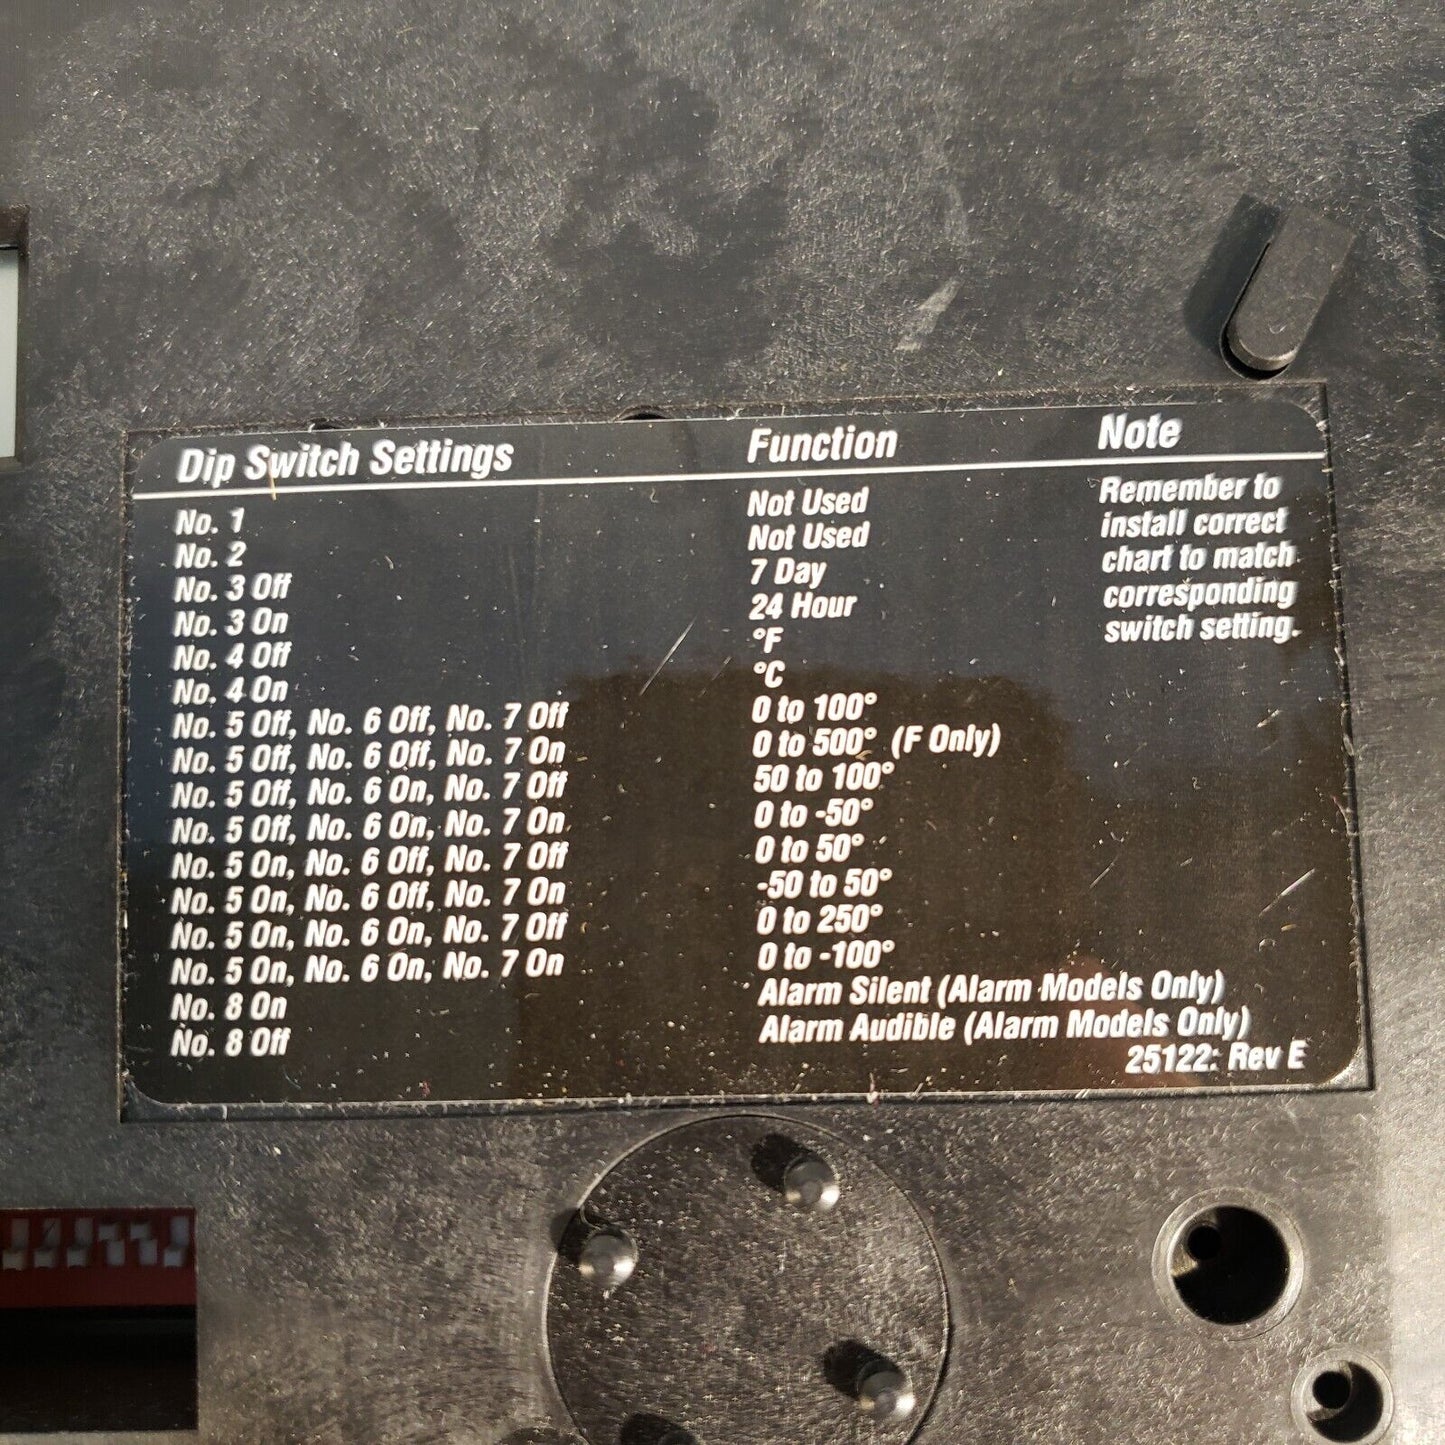 Dip Switch Settings Function Note
No. 1 Not Used Remember to
No. 2 Not Used install correct
No. 3 Off 7 Day chart to match
No. 3 On 24 Hour corresponding
No. 4 Off °F switch setting.
No. 4 On °C
No. 5 Off, No. 6 Off, No. 7 Off 0 to 100°
No. 5 Off, No. 6 Off, No. 7 On 0 to 500° (F Only)
No. 5 Off, No. 6 On, No. 7 Off 50 to 100°
No. 5 Off, No. 6 On, No. 7 On 0 to -50°
No. 5 On, No. 6 Off, No. 7 Off 0 to 50°
No. 5 On, No. 6 Off, No. 7 On -50 to 50°
No. 5 On, No. 6 On, No. 7 Off 0 to 250°
No. 5 On, No. 6 On, No. 7 On 0 to -100°
No. 8 On Alarm Silent (Alarm Models Only)
No. 8 Off Alarm Audible (Alarm Models Only)
25122: Rev E